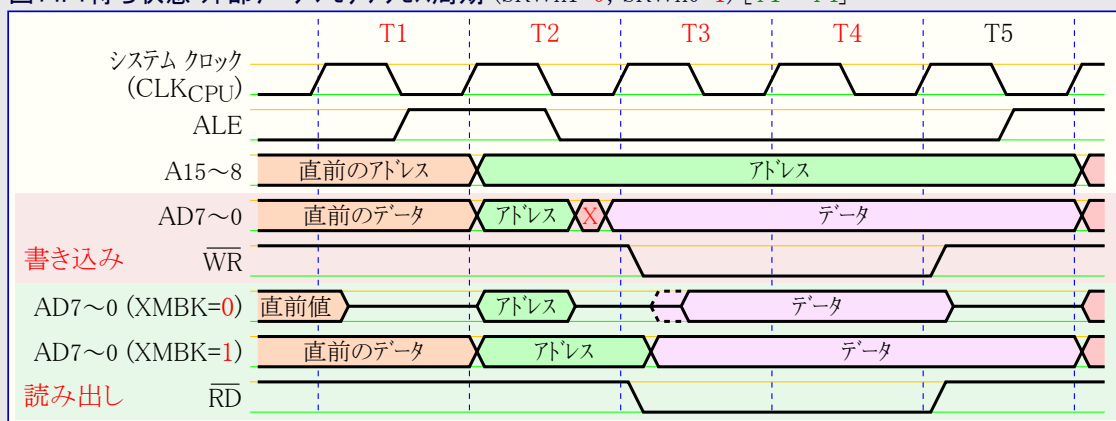 T1 T2 T3 T4 T5
システム クロック
(CLKCPU)
ALE
A15～8 直前のアドレス アドレス
AD7～0 直前のデータ アドレス X データ
書き込み WR
AD7～0 (XMBK=0) 直前値 アドレス データ
AD7～0 (XMBK=1) 直前のデータ アドレス データ
読み出し RD